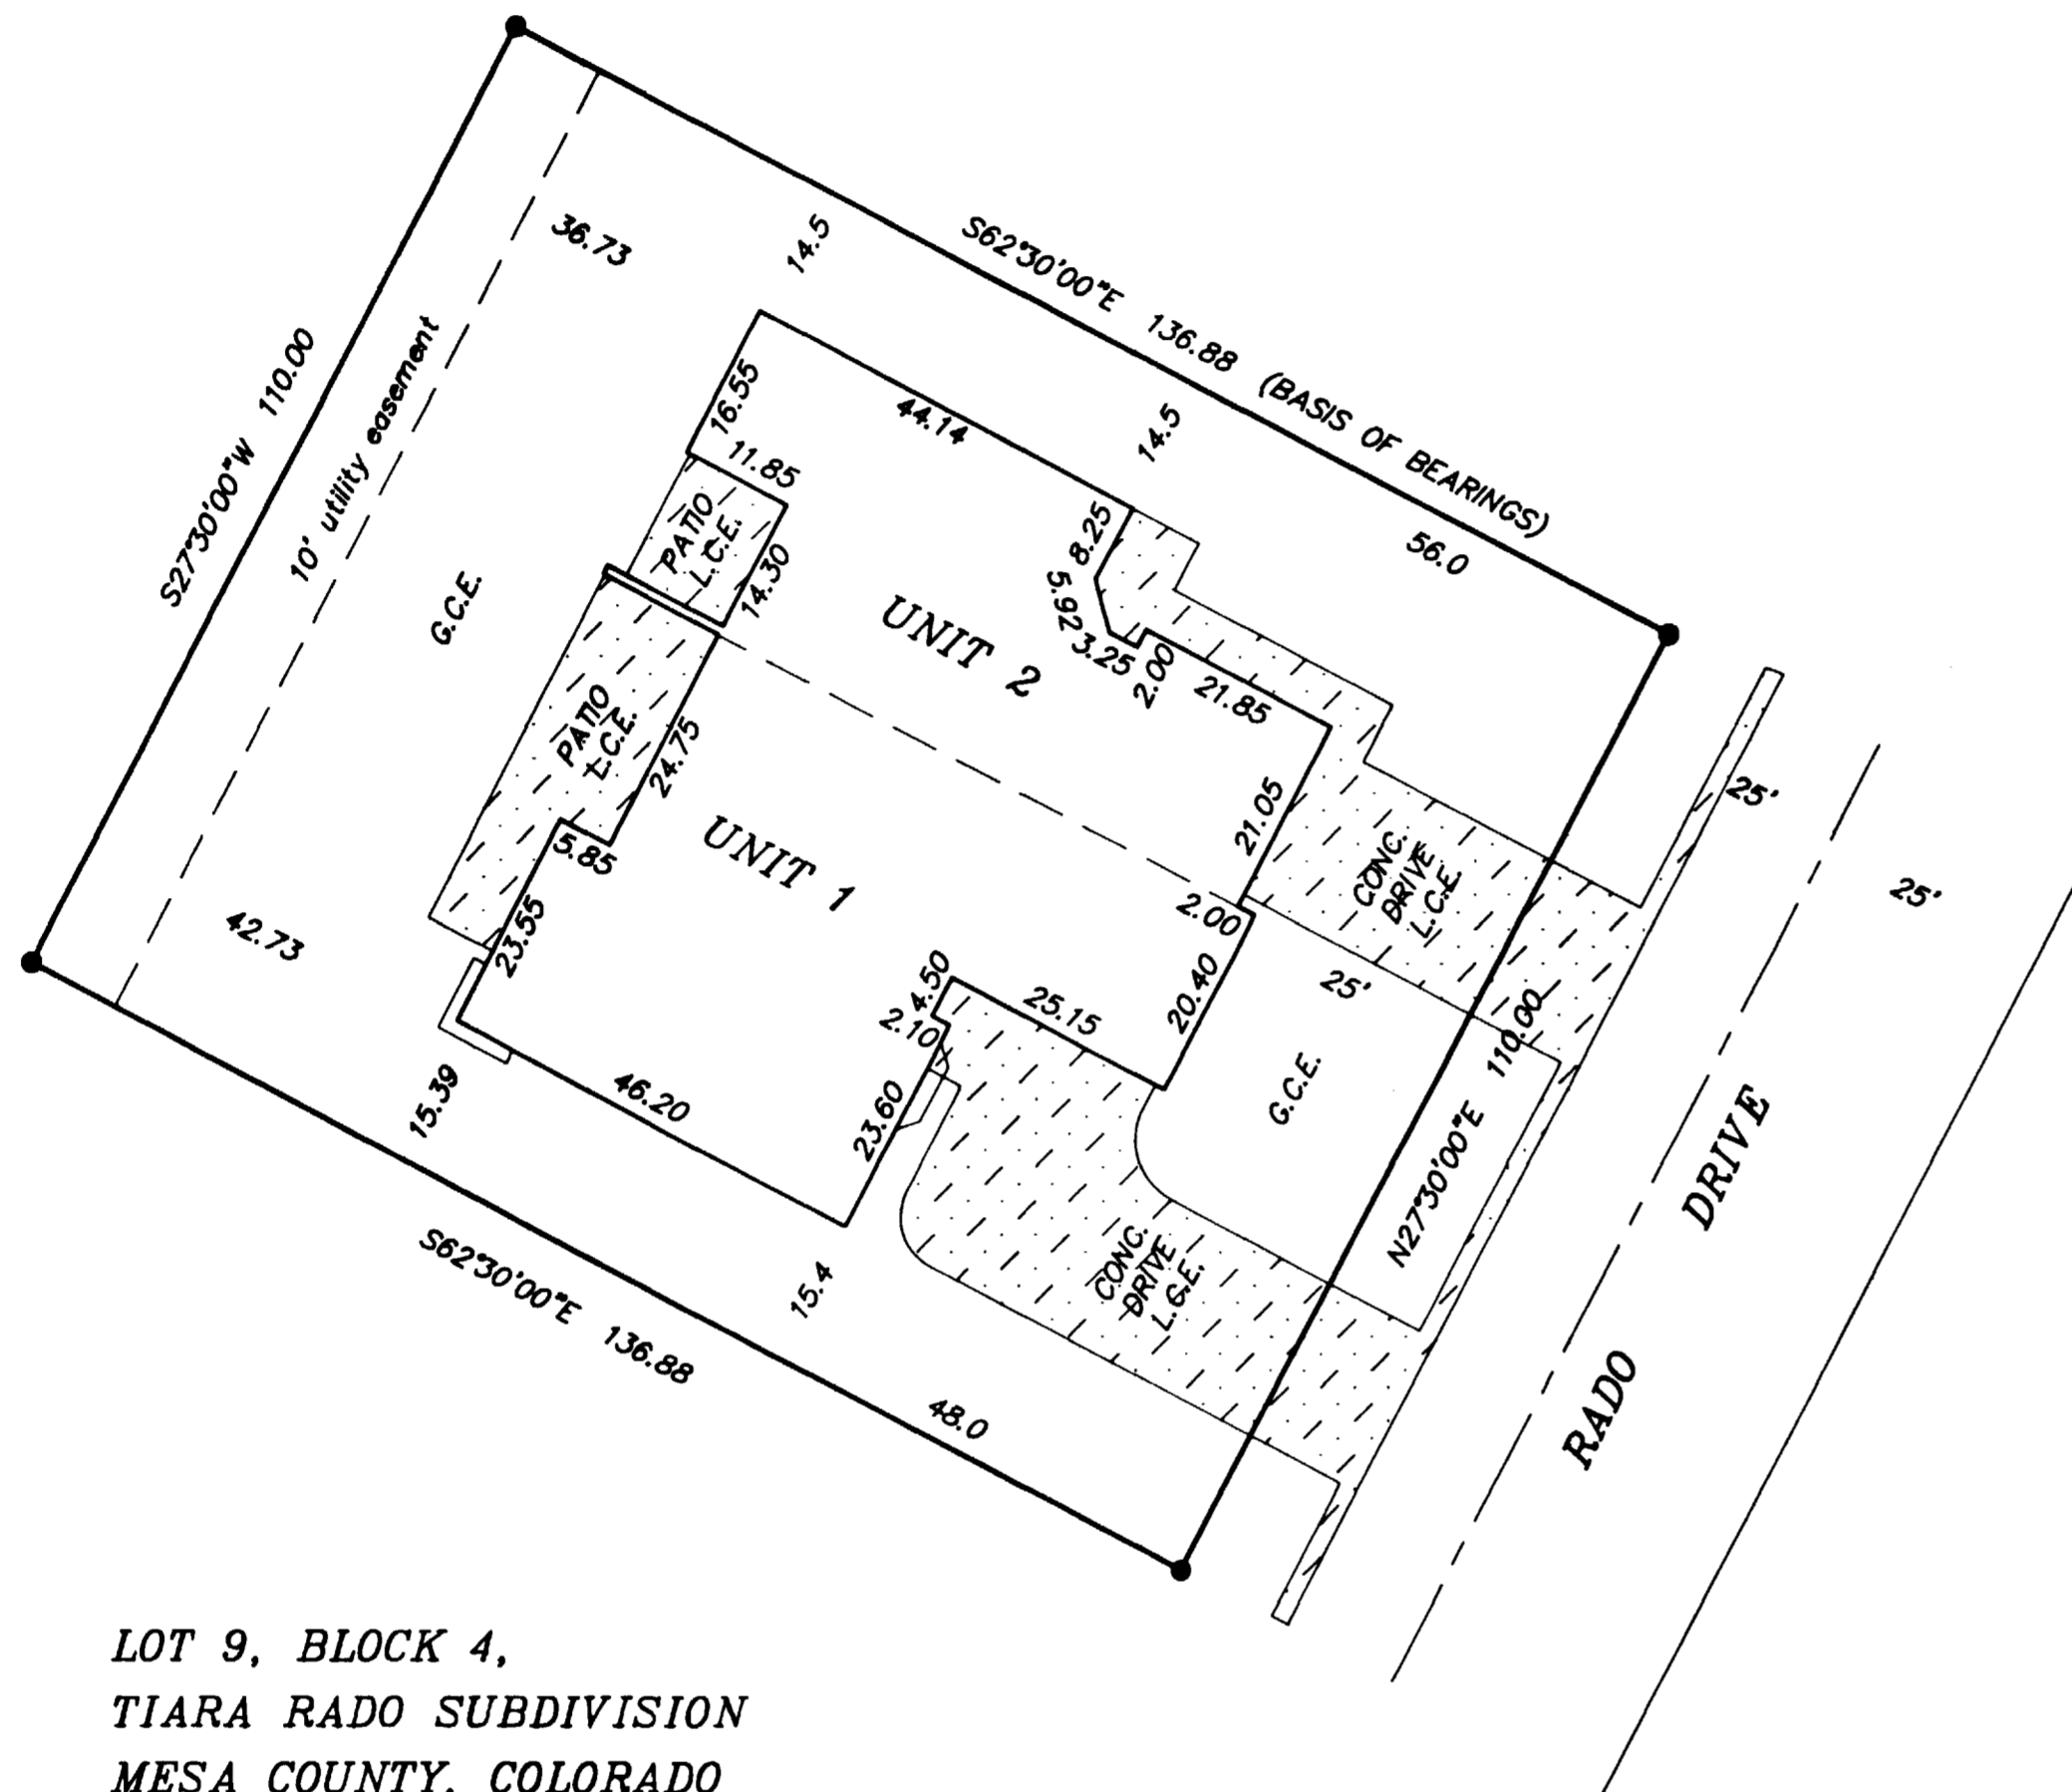 S62°30'00"E 136.88 (BASIS OF BEARINGS)
36.73
14.5
S27°30'00"W 110.00
10' utility easement
G.C.E.
16.55
44.14
14.5
56.0
11.85
PATIO
L.C.E.
14.30
8.25
5.92
3.25
2.00
21.85
UNIT 2
25'
25'
PATIO
L.C.E.
24.75
5.85
UNIT 1
21.05
CONC.
DRIVE
L.C.E.
2.00
42.73
23.55
4.50
2.10
25.15
20.40
25'
G.C.E.
N27°30'00"E 110.00
15.39
46.20
23.60
CONC.
DRIVE
L.C.E.
15.4
S62°30'00"E 136.88
48.0
RADO DRIVE
LOT 9, BLOCK 4,
TIARA RADO SUBDIVISION
MESA COUNTY, COLORADO